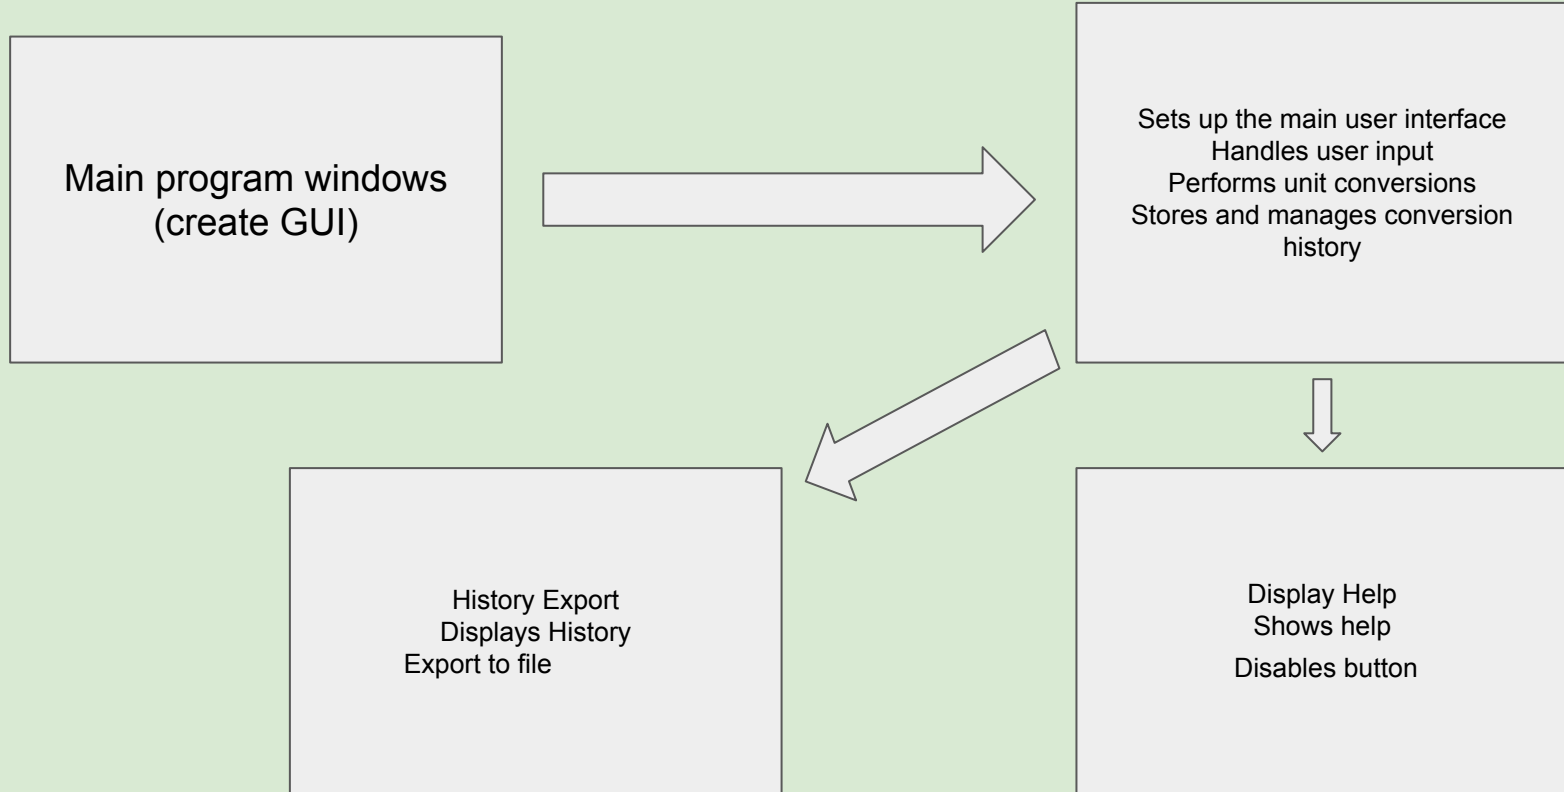 Main program windows
(create GUI)
Sets up the main user interface
Handles user input
Performs unit conversions
Stores and manages conversion
history
History Export
Displays History
Export to file
Display Help
Shows help
Disables button